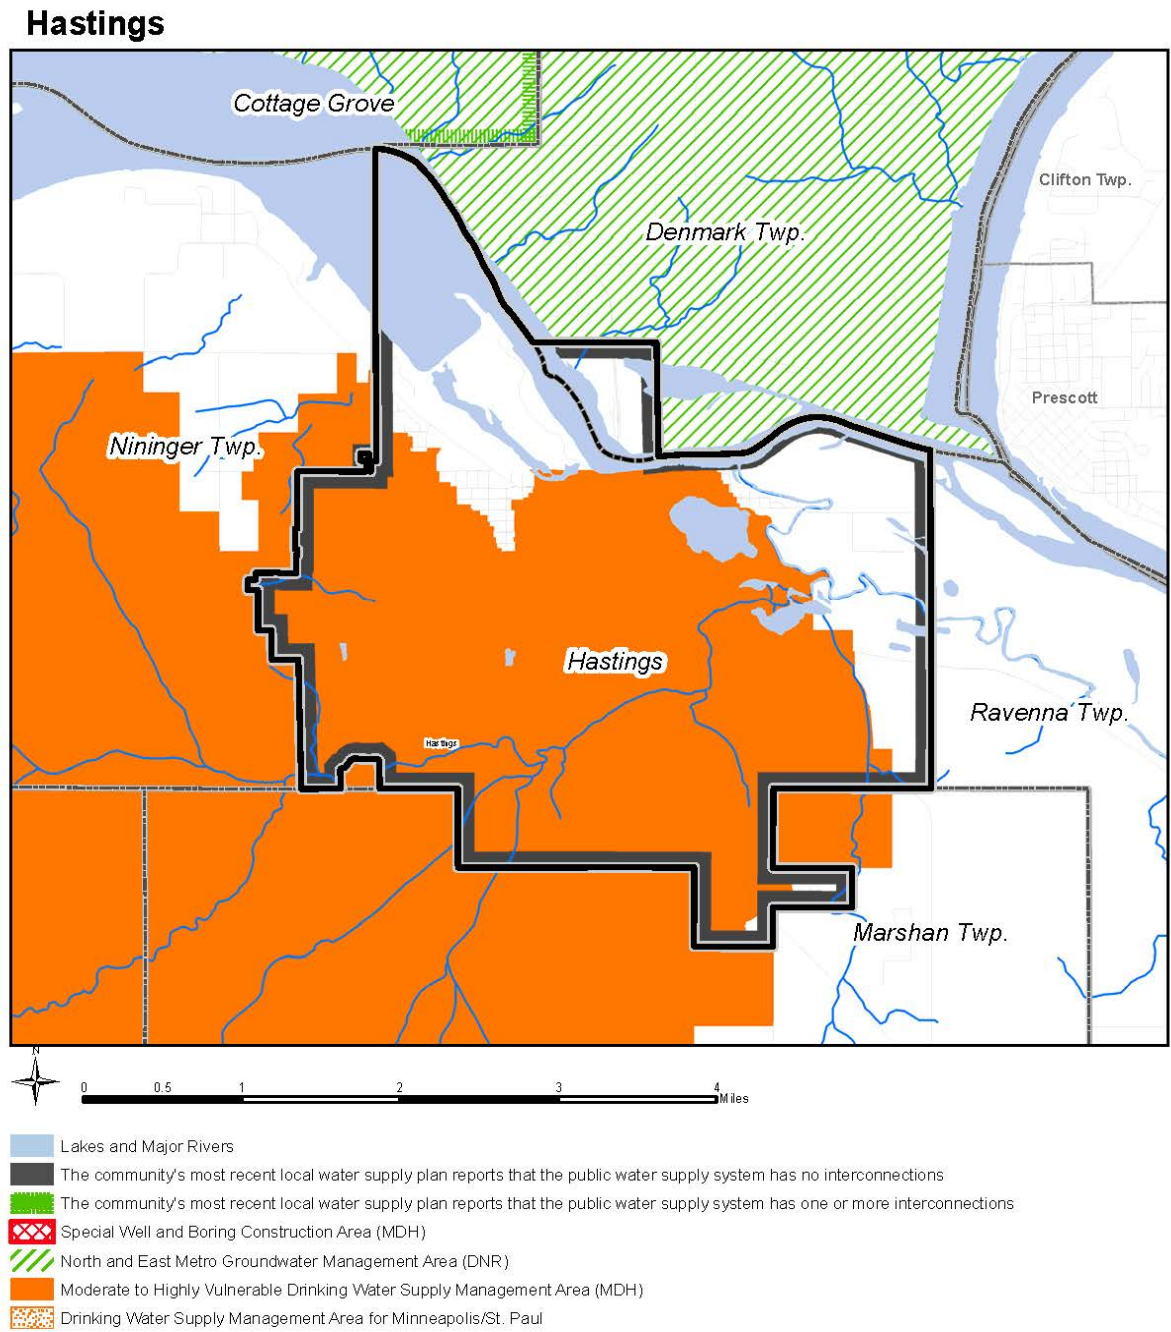 Hastings
Cottage Grove
Clifton Twp.
Denmark Twp.
Prescott
Nininger Twp.
Hastings
Ravenna Twp.
Hastings
Marshan Twp.
N
0 0.5 1 2 3 4
Miles
Lakes and Major Rivers
The community's most recent local water supply plan reports that the public water supply system has no interconnections
The community's most recent local water supply plan reports that the public water supply system has one or more interconnections
Special Well and Boring Construction Area (MDH)
North and East Metro Groundwater Management Area (DNR)
Moderate to Highly Vulnerable Drinking Water Supply Management Area (MDH)
Drinking Water Supply Management Area for Minneapolis/St. Paul